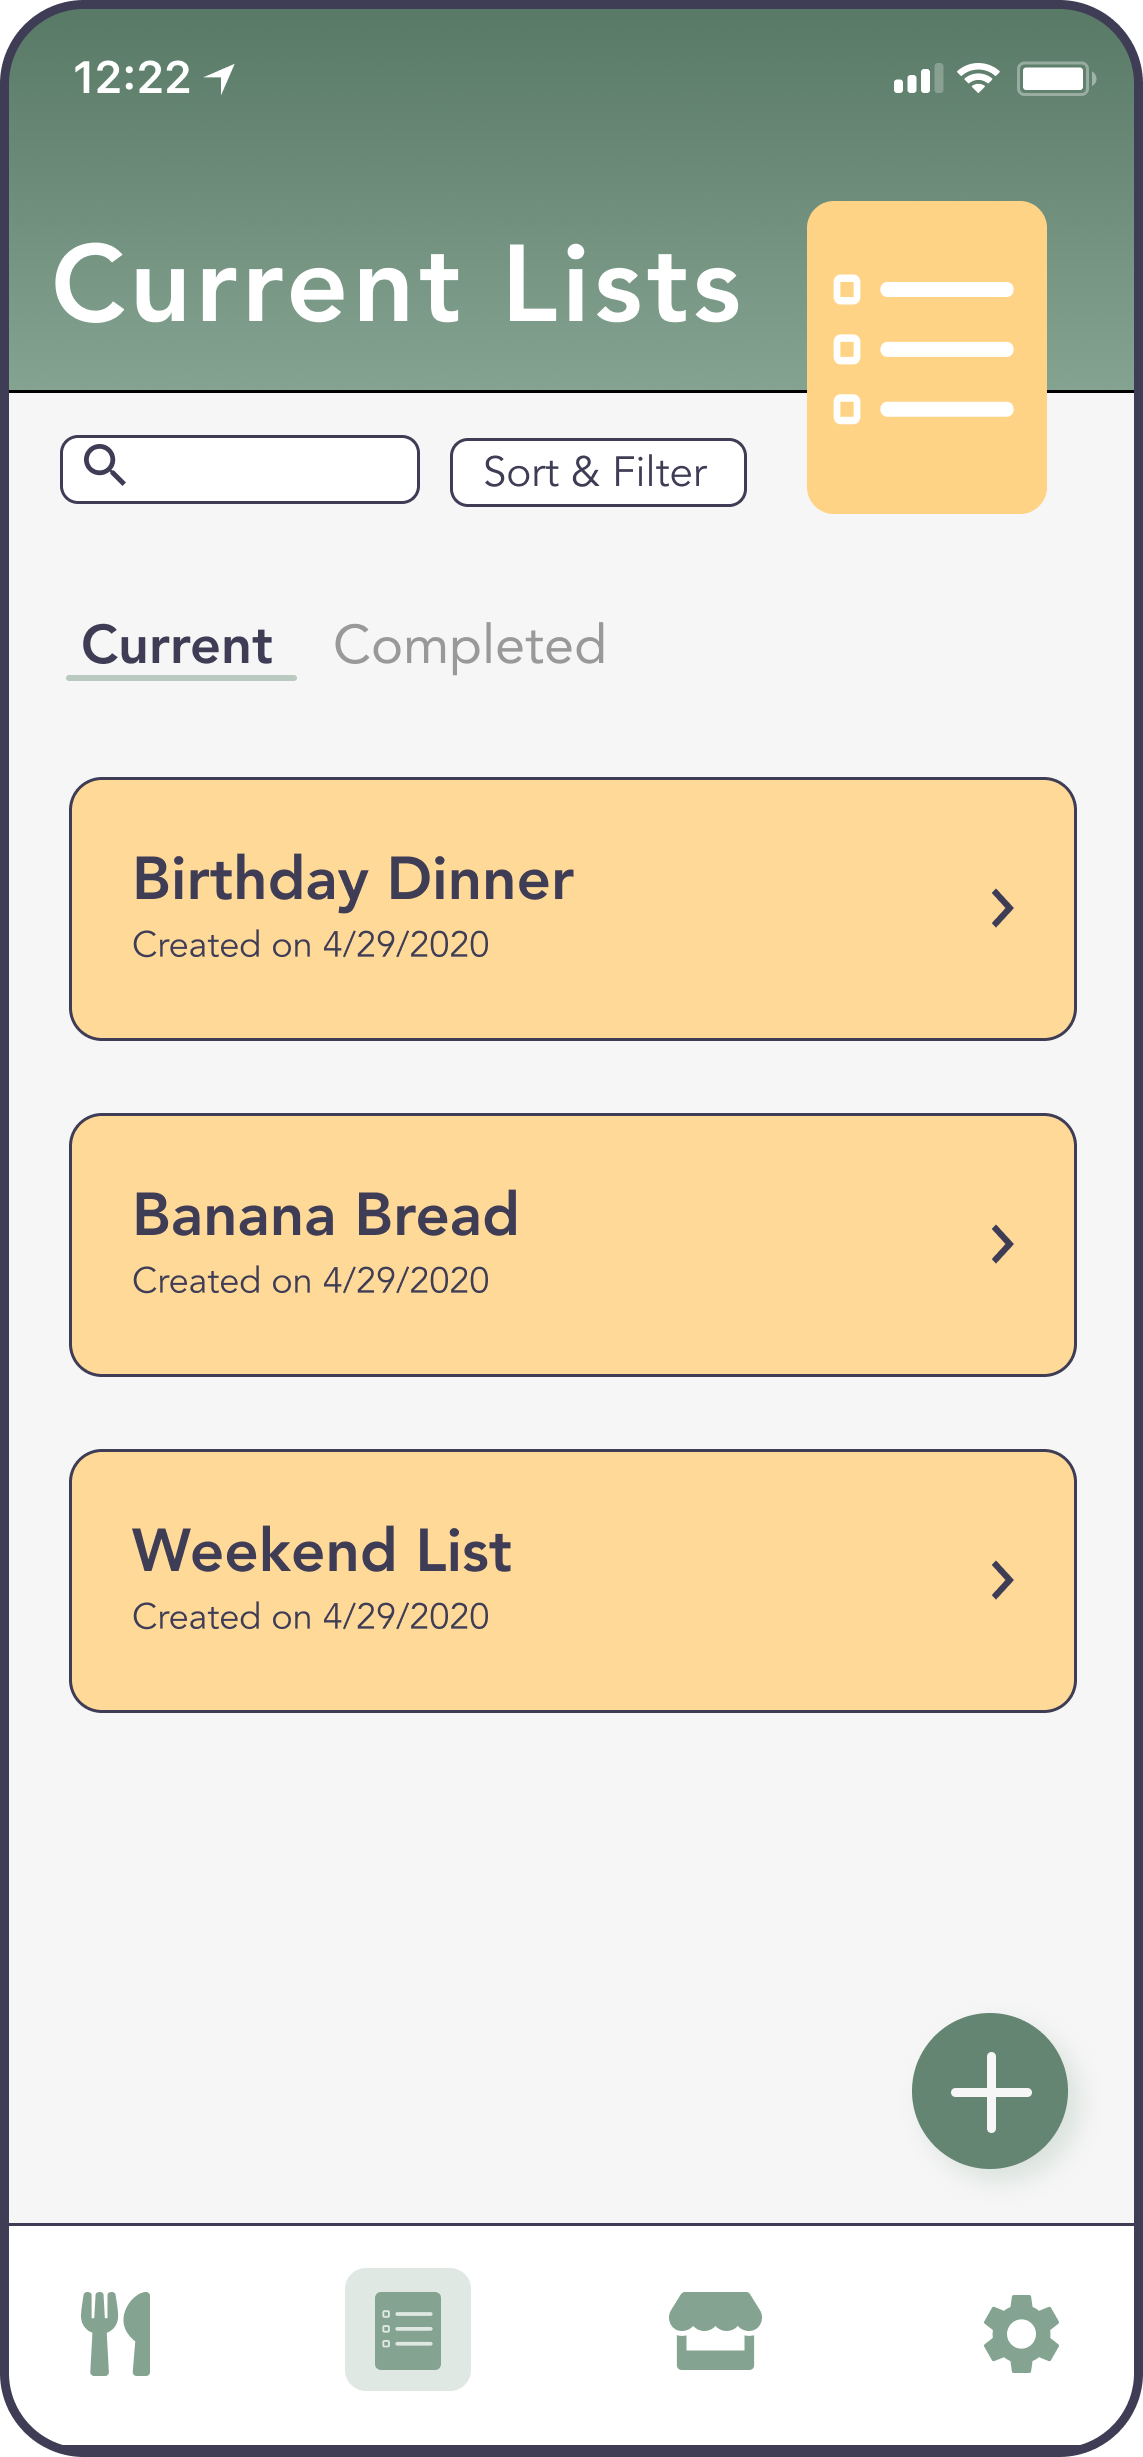 12:22
Current Lists
Sort & Filter
Current Completed
Birthday Dinner
Created on 4/29/2020
Banana Bread
Created on 4/29/2020
Weekend List
Created on 4/29/2020